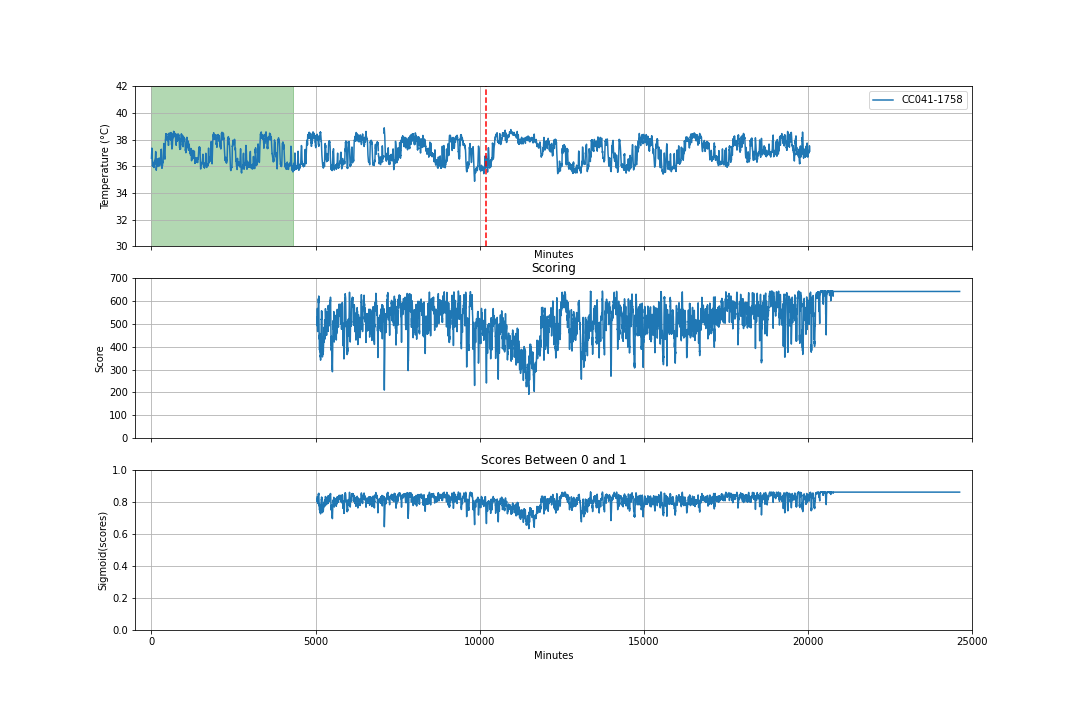 42
40
38
36
34
32
30
Temperature (°C)
CC041-1758
Minutes
Scoring
700
600
500
400
300
200
100
0
Score
Scores Between 0 and 1
1.0
0.8
0.6
0.4
0.2
0.0
Sigmoid(scores)
0 5000 10000 15000 20000 25000
Minutes